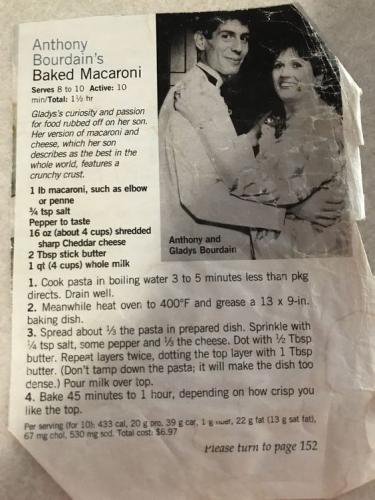 Anthony
Bourdain's
Baked Macaroni
Serves 8 to 10 Active: 10
min/Total: 1½ hr
Gladys's curiosity and passion
for food rubbed off on her son.
Her version of macaroni and
cheese, which her son
describes as the best in the
whole world, features a
crunchy crust.
1 lb macaroni, such as elbow
or penne
¾ tsp salt
Pepper to taste
16 oz (about 4 cups) shredded
sharp Cheddar cheese
2 Tbsp stick butter
1 qt (4 cups) whole milk
Anthony and
Gladys Bourdain
1. Cook pasta in boiling water 3 to 5 minutes less than pkg
directs. Drain well.
2. Meanwhile heat oven to 400°F and grease a 13 x 9-in.
baking dish.
3. Spread about ⅓ the pasta in prepared dish. Sprinkle with
¼ tsp salt, some pepper and ⅓ the cheese. Dot with ½ Tbsp
butter. Repeat layers twice, dotting the top layer with 1 Tbsp
butter. (Don't tamp down the pasta; it will make the dish too
dense.) Pour milk over top.
4. Bake 45 minutes to 1 hour, depending on how crisp you
like the top.
Per serving (for 10): 433 cal, 20 g pro, 39 g car, 1 g fiber, 22 g fat (13 g sat fat),
67 mg chol, 530 mg sod. Total cost: $6.97
Please turn to page 152